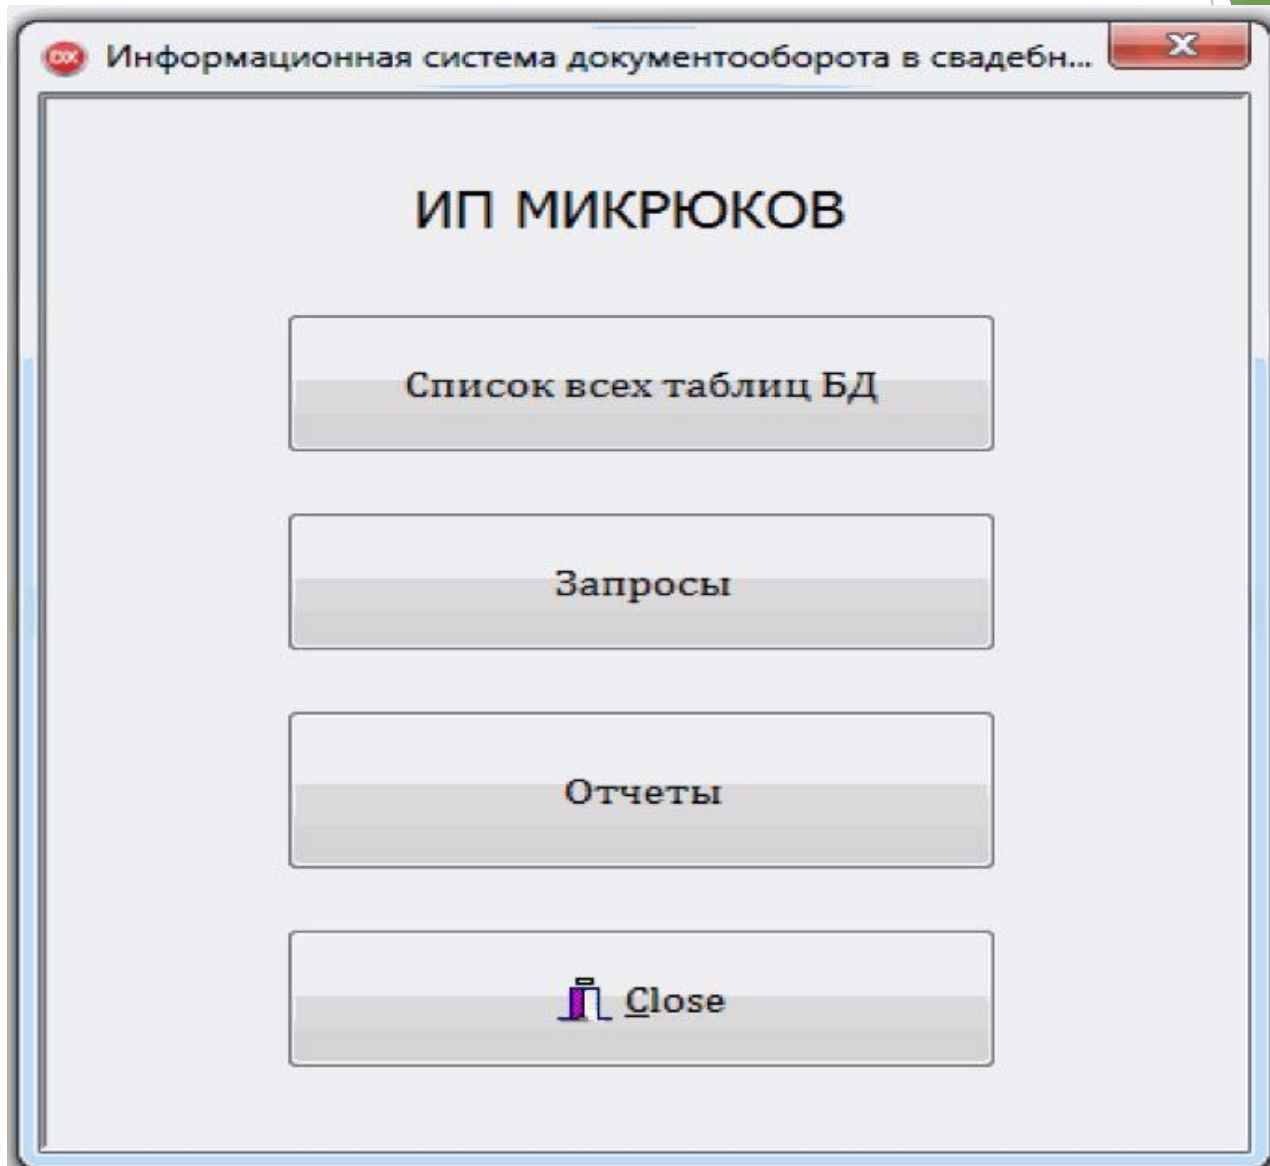 Информационная система документооборота в свадебн...
ИП МИКРЮКОВ
Список всех таблиц БД
Запросы
Отчеты
Close